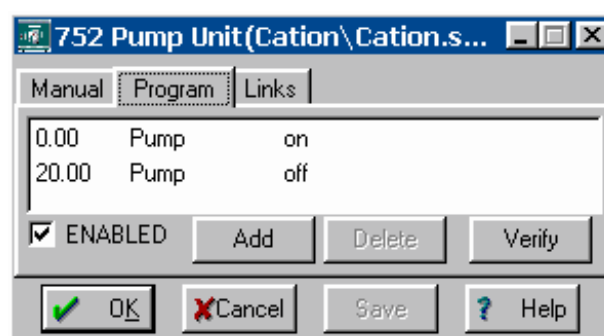 752 Pump Unit(Cation\Cation.s...
Manual Program Links
0.00 Pump on
20.00 Pump off
ENABLED Add Delete Verify
OK Cancel Save ? Help